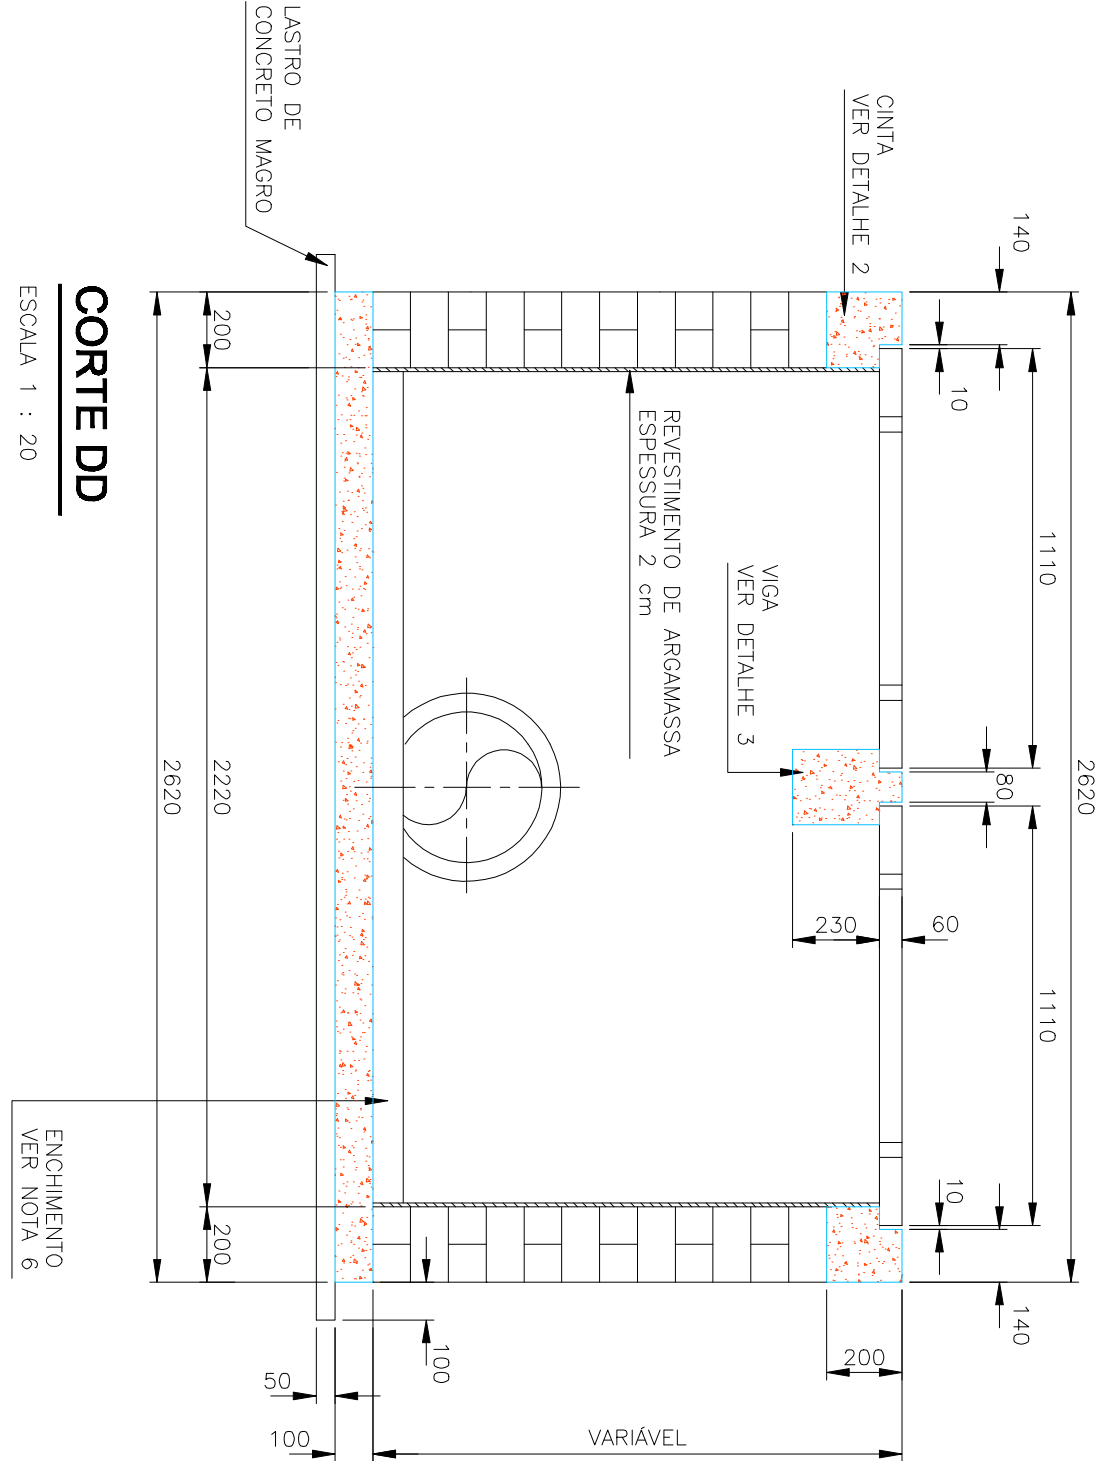 2620
140
1110
80
1110
140
10
10
CINTA
VER DETALHE 2
60
230
VIGA
VER DETALHE 3
REVESTIMENTO DE ARGAMASSA
ESPESSURA 2 cm
200
VARIÁVEL
LASTRO DE
CONCRETO MAGRO
100
50
100
200
2220
200
2620
ENCHIMENTO
VER NOTA 6
CORTE DD
ESCALA 1 : 20